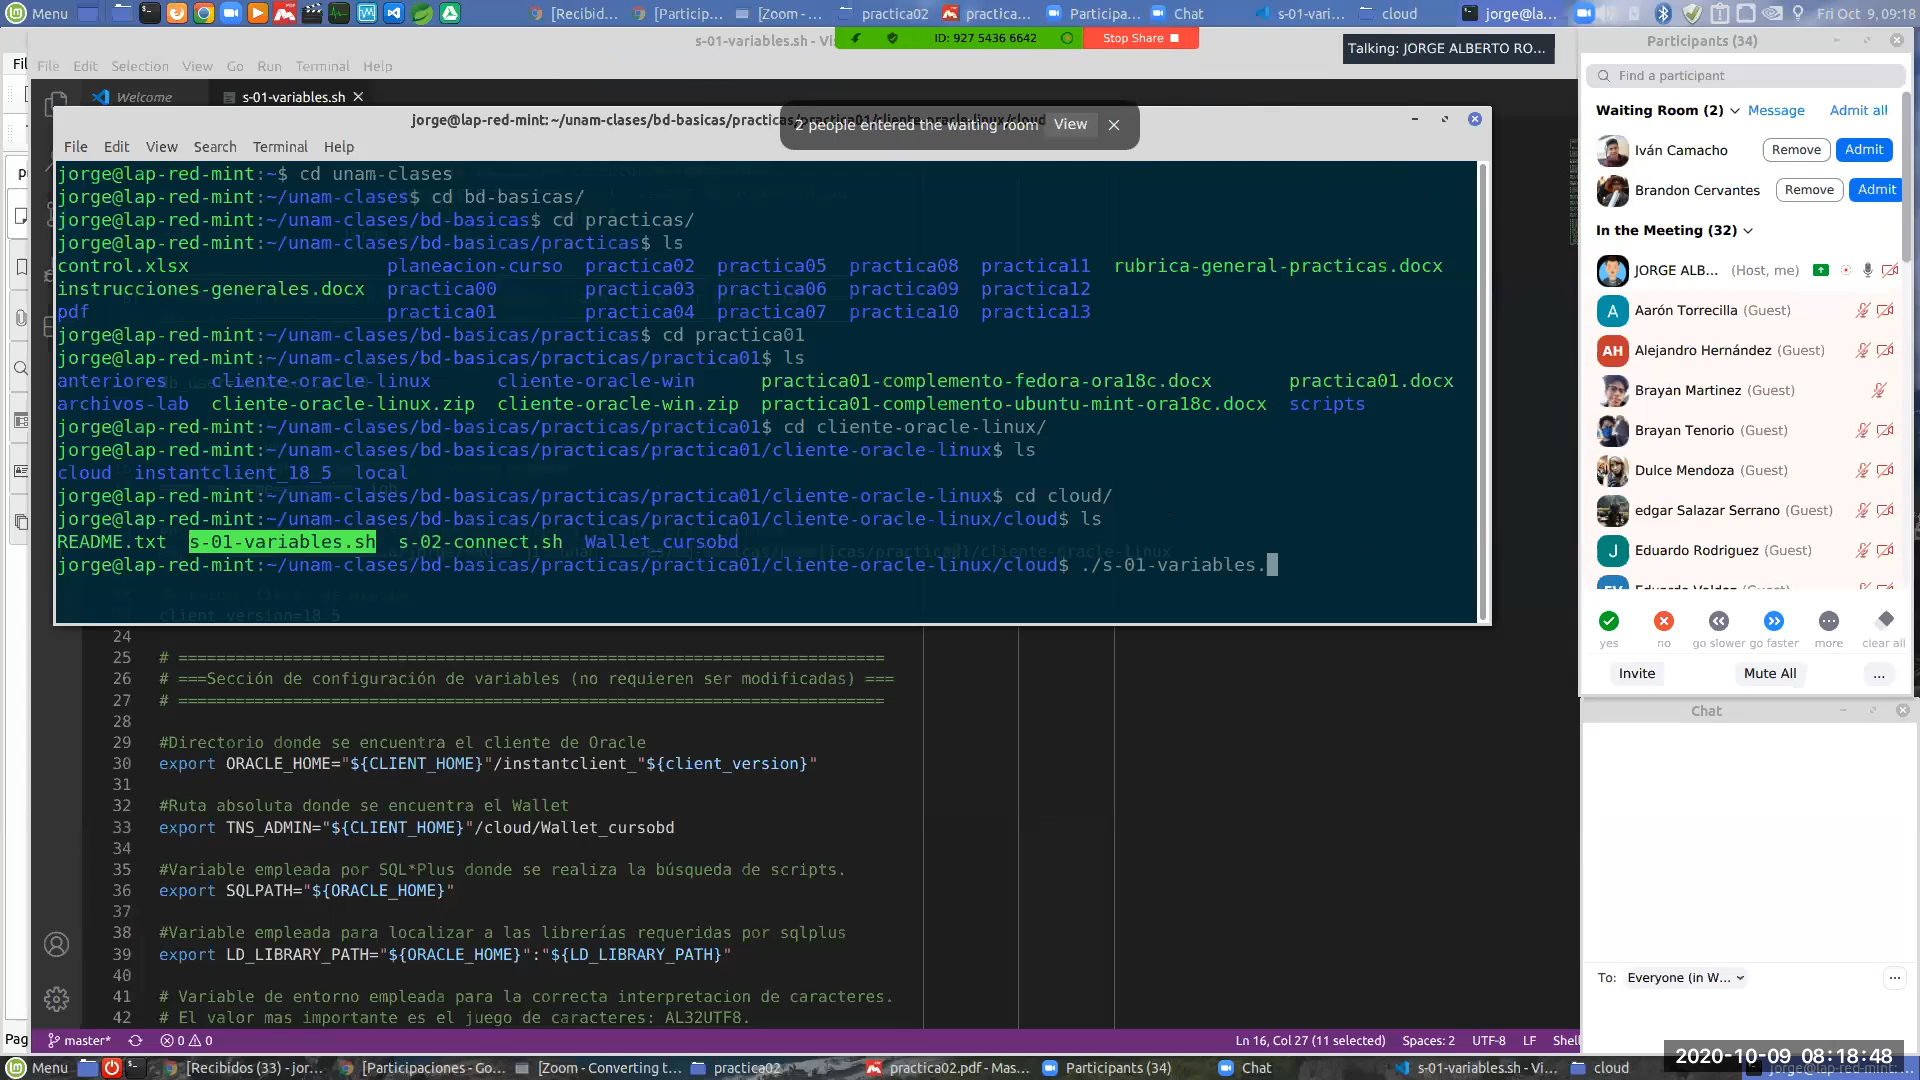 Menu
[Recibid...
[Particip...
[Zoom - ...
practica02
practica...
Participa...
Chat
s-01-vari...
cloud
jorge@la...
Fri Oct 9, 09:18
s-01-variables.sh - Vi
ID: 927 5436 6642
Stop Share
Talking: JORGE ALBERTO RO...
File Edit Selection View Go Run Terminal Help
Welcome
s-01-variables.sh
jorge@lap-red-mint: ~/unam-clases/bd-basicas/practicas/practica01/cliente-oracle-linux/cloud
2 people entered the waiting room View
File Edit View Search Terminal Help
jorge@lap-red-mint:~$ cd unam-clases
jorge@lap-red-mint:~/unam-clases$ cd bd-basicas/
jorge@lap-red-mint:~/unam-clases/bd-basicas$ cd practicas/
jorge@lap-red-mint:~/unam-clases/bd-basicas/practicas$ ls
control.xlsx planeacion-curso practica02 practica05 practica08 practica11 rubrica-general-practicas.docx
instrucciones-generales.docx practica00 practica03 practica06 practica09 practica12
pdf practica01 practica04 practica07 practica10 practica13
jorge@lap-red-mint:~/unam-clases/bd-basicas/practicas$ cd practica01
jorge@lap-red-mint:~/unam-clases/bd-basicas/practicas/practica01$ ls
anteriores cliente-oracle-linux cliente-oracle-win practica01-complemento-fedora-ora18c.docx practica01.docx
archivos-lab cliente-oracle-linux.zip cliente-oracle-win.zip practica01-complemento-ubuntu-mint-ora18c.docx scripts
jorge@lap-red-mint:~/unam-clases/bd-basicas/practicas/practica01$ cd cliente-oracle-linux/
jorge@lap-red-mint:~/unam-clases/bd-basicas/practicas/practica01/cliente-oracle-linux$ ls
cloud instantclient_18_5 local
jorge@lap-red-mint:~/unam-clases/bd-basicas/practicas/practica01/cliente-oracle-linux$ cd cloud/
jorge@lap-red-mint:~/unam-clases/bd-basicas/practicas/practica01/cliente-oracle-linux/cloud$ ls
README.txt s-01-variables.sh s-02-connect.sh Wallet_cursobd
jorge@lap-red-mint:~/unam-clases/bd-basicas/practicas/practica01/cliente-oracle-linux/cloud$ ./s-01-variables.
client_version=18_5
24
25 # ==========================================================================
26 # ===Sección de configuración de variables (no requieren ser modificadas) ===
27 # ==========================================================================
28
29 #Directorio donde se encuentra el cliente de Oracle
30 export ORACLE_HOME="${CLIENT_HOME}"/instantclient_"${client_version}"
31
32 #Ruta absoluta donde se encuentra el Wallet
33 export TNS_ADMIN="${CLIENT_HOME}"/cloud/Wallet_cursobd
34
35 #Variable empleada por SQL*Plus donde se realiza la búsqueda de scripts.
36 export SQLPATH="${ORACLE_HOME}"
37
38 #Variable empleada para localizar a las librerías requeridas por sqlplus
39 export LD_LIBRARY_PATH="${ORACLE_HOME}":"${LD_LIBRARY_PATH}"
40
41 # Variable de entorno empleada para la correcta interpretacion de caracteres.
42 # El valor mas importante es el juego de caracteres: AL32UTF8.
master* 0 0
Ln 16, Col 27 (11 selected) Spaces: 2 UTF-8 LF Shell
Participants (34)
Find a participant
Waiting Room (2) Message Admit all
Iván Camacho Remove Admit
Brandon Cervantes Remove Admit
In the Meeting (32)
JORGE ALB... (Host, me)
A Aarón Torrecilla (Guest)
AH Alejandro Hernández (Guest)
Brayan Martinez (Guest)
Brayan Tenorio (Guest)
Dulce Mendoza (Guest)
edgar Salazar Serrano (Guest)
J Eduardo Rodriguez (Guest)
yes no go slower go faster more clear all
Invite Mute All ...
Chat
To: Everyone (in W...
Menu
[Recibidos (33) - jor...
[Participaciones - Go...
[Zoom - Converting t...
practica02
practica02.pdf - Mas...
Participants (34)
Chat
s-01-variables.sh - Vi...
cloud
2020-10-09 08:18:48